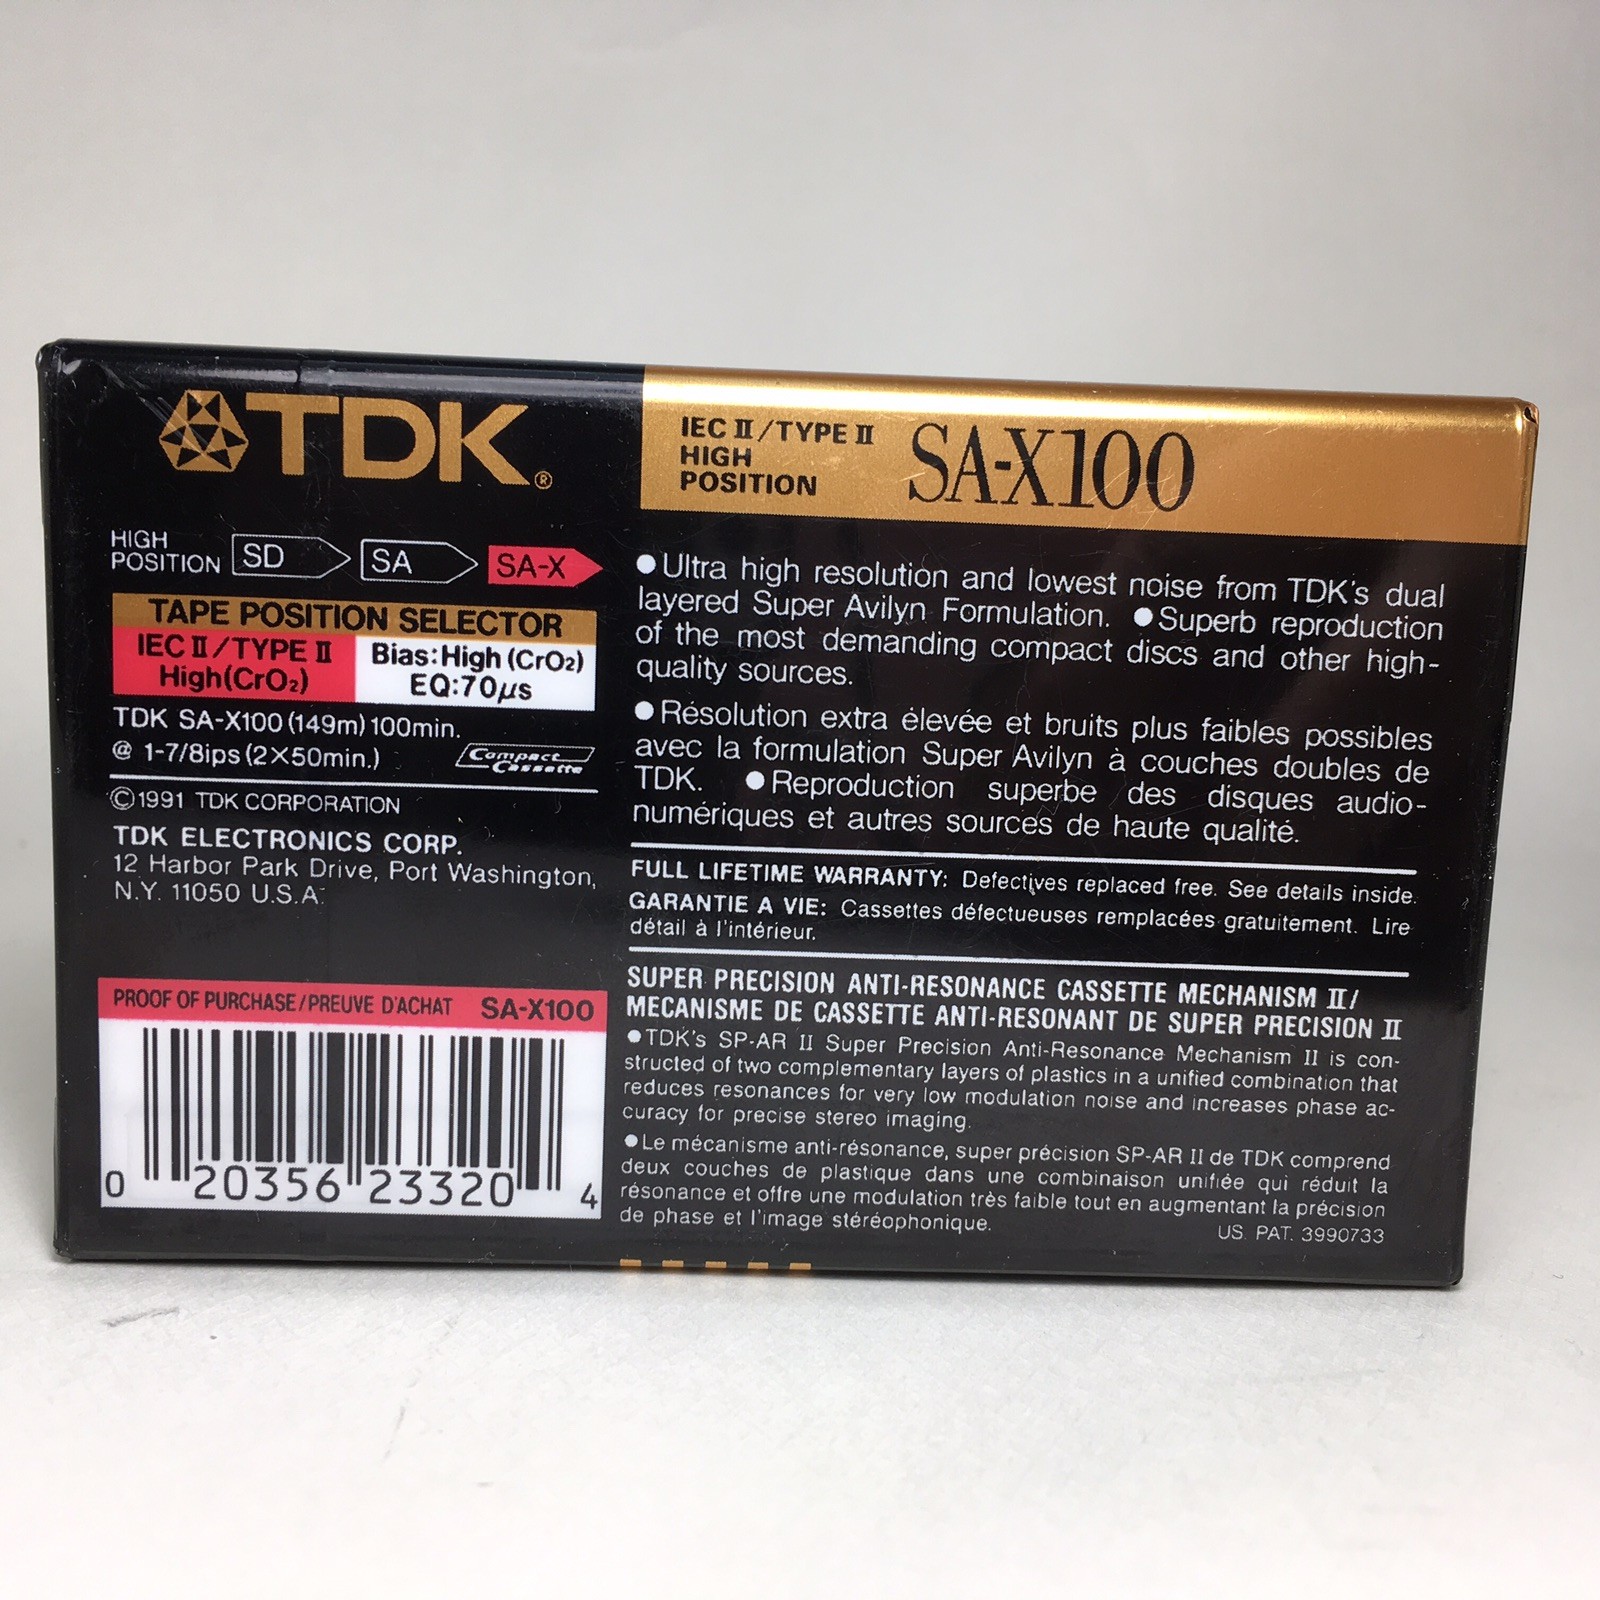 TDK®
IEC II/TYPE II
HIGH
POSITION
SA-X100
HIGH
POSITION
SD
SA
SA-X
TAPE POSITION SELECTOR
IEC II/TYPE II
High(CrO₂)
Bias:High (CrO₂)
EQ:70µs
TDK SA-X100 (149m) 100min.
@ 1-7/8ips (2×50min.)
Compact
Cassette
©1991 TDK CORPORATION
TDK ELECTRONICS CORP.
12 Harbor Park Drive, Port Washington,
N.Y. 11050 U.S.A.
PROOF OF PURCHASE/PREUVE D'ACHAT SA-X100
0 20356 23320 4
●Ultra high resolution and lowest noise from TDK's dual
layered Super Avilyn Formulation. ●Superb reproduction
of the most demanding compact discs and other high-
quality sources.
●Résolution extra élevée et bruits plus faibles possibles
avec la formulation Super Avilyn à couches doubles de
TDK. ●Reproduction superbe des disques audio-
numériques et autres sources de haute qualité.
FULL LIFETIME WARRANTY: Defectives replaced free. See details inside.
GARANTIE A VIE: Cassettes défectueuses remplacées gratuitement. Lire
détail à l'intérieur.
SUPER PRECISION ANTI-RESONANCE CASSETTE MECHANISM II/
MECANISME DE CASSETTE ANTI-RESONANT DE SUPER PRECISION II
●TDK's SP-AR II Super Precision Anti-Resonance Mechanism II is con-
structed of two complementary layers of plastics in a unified combination that
reduces resonances for very low modulation noise and increases phase ac-
curacy for precise stereo imaging.
●Le mécanisme anti-résonance, super précision SP-AR II de TDK comprend
deux couches de plastique dans une combinaison unifiée qui réduit la
résonance et offre une modulation très faible tout en augmentant la précision
de phase et l'image stéréophonique.
US. PAT. 3990733